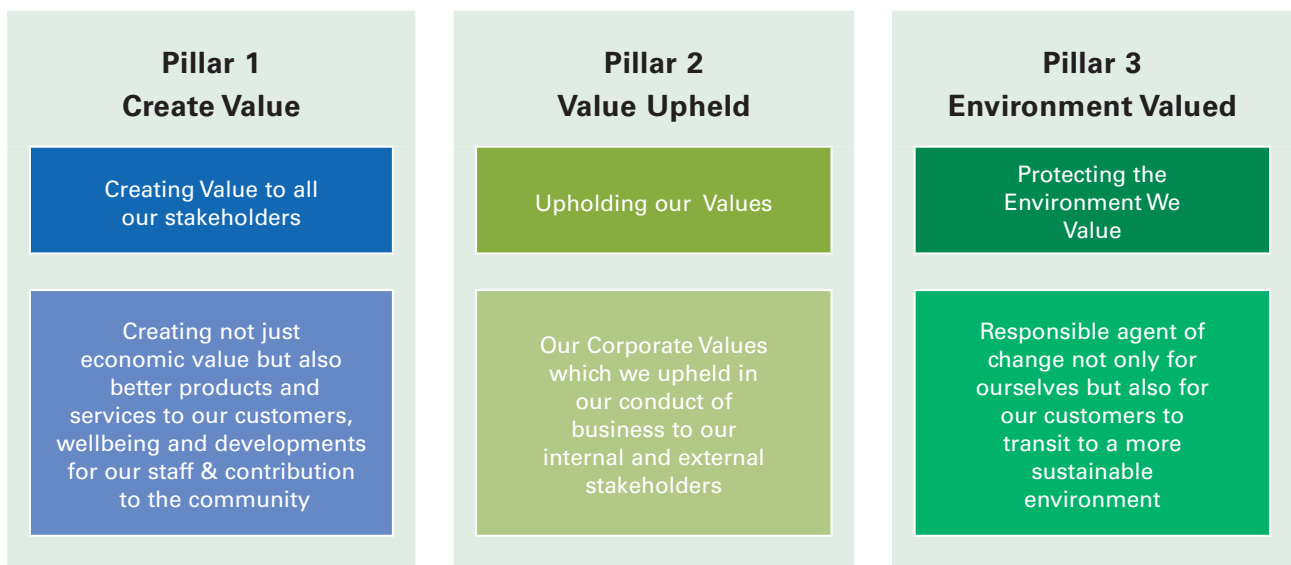 Pillar 1
Create Value
Creating Value to all
our stakeholders
Creating not just
economic value but also
better products and
services to our customers,
wellbeing and developments
for our staff & contribution
to the community
Pillar 2
Value Upheld
Upholding our Values
Our Corporate Values
which we upheld in
our conduct of
business to our
internal and external
stakeholders
Pillar 3
Environment Valued
Protecting the
Environment We
Value
Responsible agent of
change not only for
ourselves but also for
our customers to
transit to a more
sustainable
environment